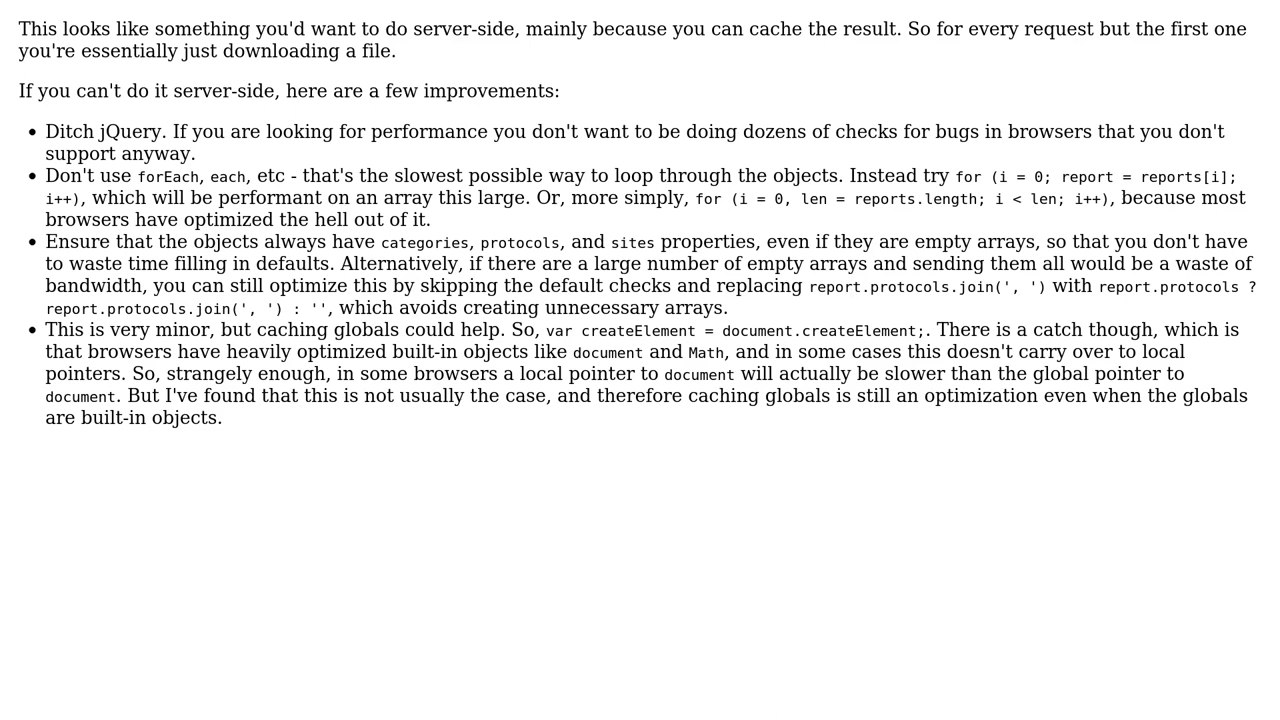 This looks like something you'd want to do server-side, mainly because you can cache the result. So for every request but the first one
you're essentially just downloading a file.
If you can't do it server-side, here are a few improvements:
• Ditch jQuery. If you are looking for performance you don't want to be doing dozens of checks for bugs in browsers that you don't
support anyway.
• Don't use forEach, each, etc - that's the slowest possible way to loop through the objects. Instead try for (i = 0; report = reports[i];
i++), which will be performant on an array this large. Or, more simply, for (i = 0, len = reports.length; i < len; i++), because most
browsers have optimized the hell out of it.
• Ensure that the objects always have categories, protocols, and sites properties, even if they are empty arrays, so that you don't have
to waste time filling in defaults. Alternatively, if there are a large number of empty arrays and sending them all would be a waste of
bandwidth, you can still optimize this by skipping the default checks and replacing report.protocols.join(', ') with report.protocols ?
report.protocols.join(', ') : '', which avoids creating unnecessary arrays.
• This is very minor, but caching globals could help. So, var createElement = document.createElement;. There is a catch though, which is
that browsers have heavily optimized built-in objects like document and Math, and in some cases this doesn't carry over to local
pointers. So, strangely enough, in some browsers a local pointer to document will actually be slower than the global pointer to
document. But I've found that this is not usually the case, and therefore caching globals is still an optimization even when the globals
are built-in objects.